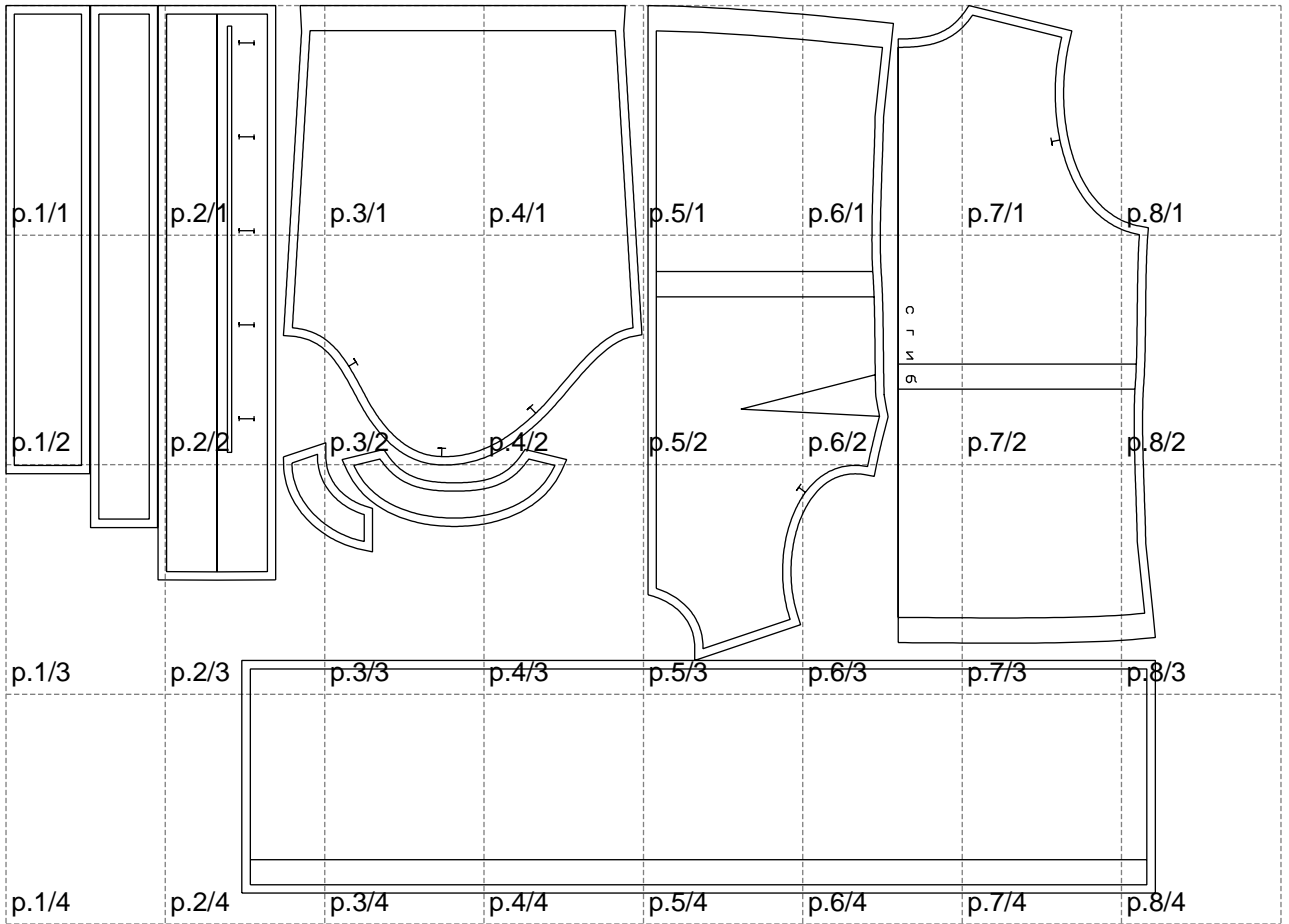 p.1/1 p.2/1 p.3/1 p.4/1 p.5/1 p.6/1 p.7/1 p.8/1
сгиб
p.1/2 p.2/2 p.3/2 p.4/2 p.5/2 p.6/2 p.7/2 p.8/2
p.1/3 p.2/3 p.3/3 p.4/3 p.5/3 p.6/3 p.7/3 p.8/3
p.1/4 p.2/4 p.3/4 p.4/4 p.5/4 p.6/4 p.7/4 p.8/4